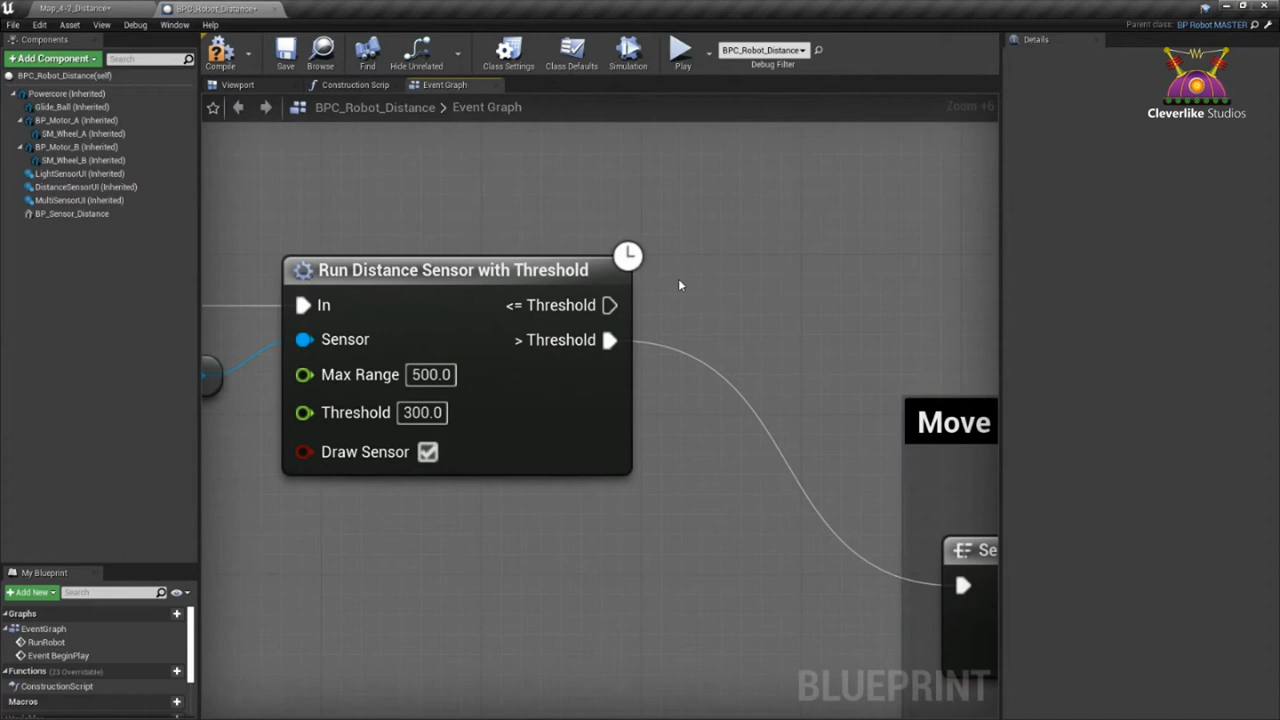 Map_4-2_Distance*
BPC_Robot_Distance*
File Edit Asset View Debug Window Help
Parent class: BP Robot MASTER
Components
+ Add Component
Search
BPC_Robot_Distance(self)
Powercore (Inherited)
Glide_Ball (Inherited)
BP_Motor_A (Inherited)
SM_Wheel_A (Inherited)
BP_Motor_B (Inherited)
SM_Wheel_B (Inherited)
LightSensorUI (Inherited)
DistanceSensorUI (Inherited)
MultiSensorUI (Inherited)
BP_Sensor_Distance
Compile
Save
Browse
Find
Hide Unrelated
Class Settings
Class Defaults
Simulation
Play
BPC_Robot_Distance
Debug Filter
Viewport
Construction Scrip
Event Graph
BPC_Robot_Distance > Event Graph
Zoom +6
Run Distance Sensor with Threshold
In
<= Threshold
Sensor
> Threshold
Max Range 500.0
Threshold 300.0
Draw Sensor
Move
Se
BLUEPRINT
Details
Cleverlike Studios
My Blueprint
+ Add New
Search
Graphs
EventGraph
RunRobot
Event BeginPlay
Functions (23 Overridable)
ConstructionScript
Macros